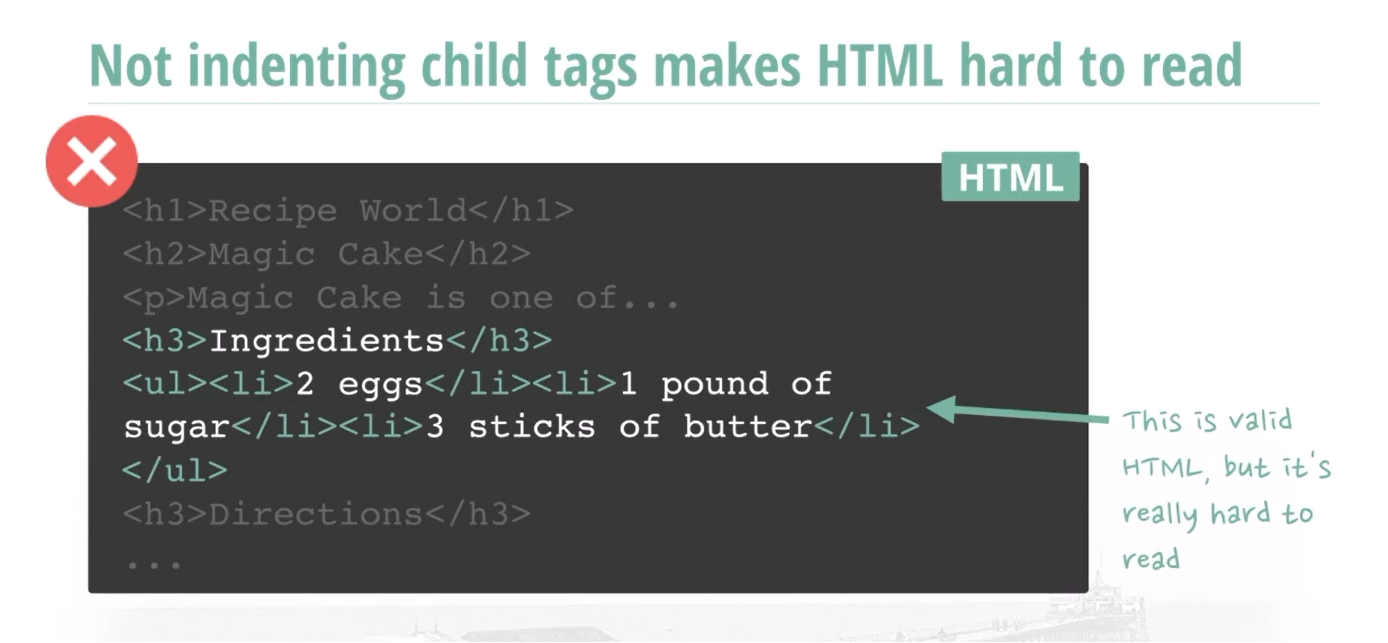 Not indenting child tags makes HTML hard to read
HTML
<h1>Recipe World</h1>
<h2>Magic Cake</h2>
<p>Magic Cake is one of...
<h3>Ingredients</h3>
<ul><li>2 eggs</li><li>1 pound of
sugar</li><li>3 sticks of butter</li>
</ul>
<h3>Directions</h3>
...
This is valid
HTML, but it's
really hard to
read